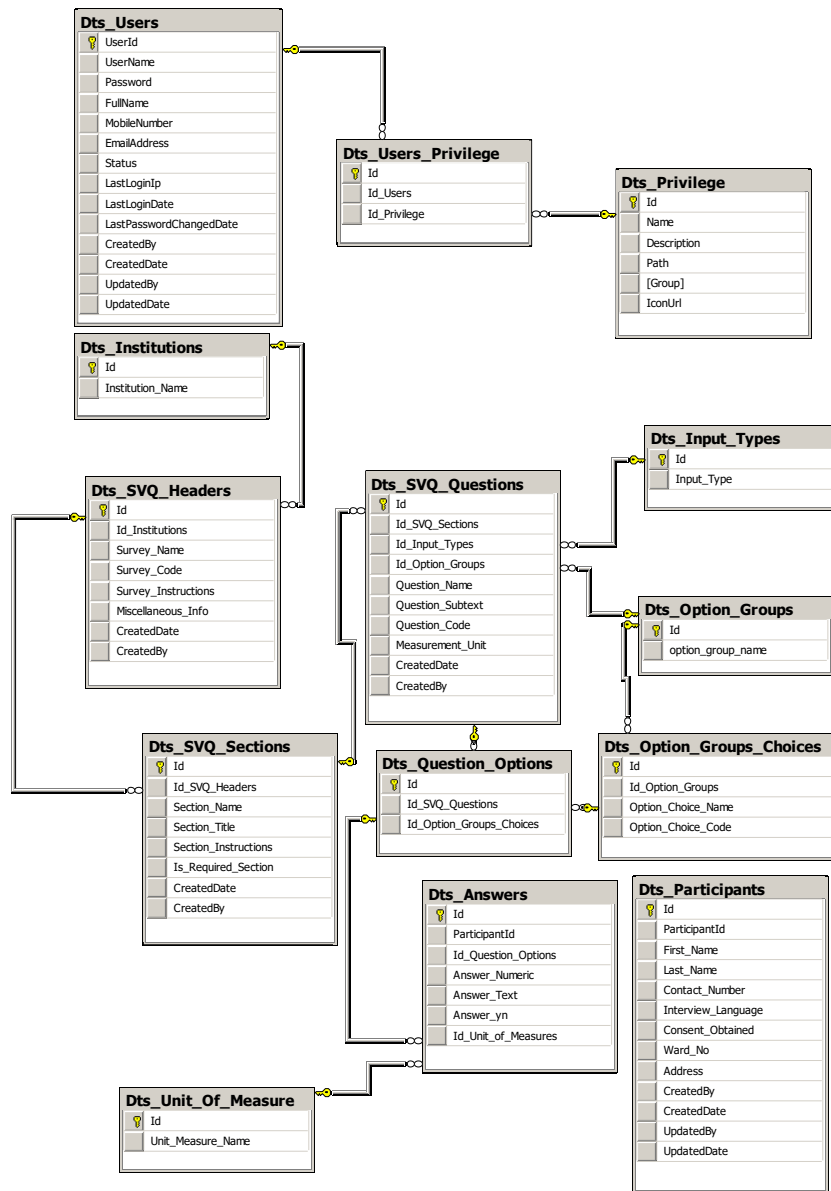 Dts_Users
UserId
UserName
Password
FullName
MobileNumber
EmailAddress
Status
LastLoginIp
LastLoginDate
LastPasswordChangedDate
CreatedBy
CreatedDate
UpdatedBy
UpdatedDate
Dts_Users_Privilege
Id
Id_Users
Id_Privilege
Dts_Privilege
Id
Name
Description
Path
[Group]
IconUrl
Dts_Institutions
Id
Institution_Name
Dts_Input_Types
Id
Input_Type
Dts_SVQ_Headers
Id
Id_Institutions
Survey_Name
Survey_Code
Survey_Instructions
Miscellaneous_Info
CreatedDate
CreatedBy
Dts_SVQ_Questions
Id
Id_SVQ_Sections
Id_Input_Types
Id_Option_Groups
Question_Name
Question_Subtext
Question_Code
Measurement_Unit
CreatedDate
CreatedBy
Dts_Option_Groups
Id
option_group_name
Dts_SVQ_Sections
Id
Id_SVQ_Headers
Section_Name
Section_Title
Section_Instructions
Is_Required_Section
CreatedDate
CreatedBy
Dts_Question_Options
Id
Id_SVQ_Questions
Id_Option_Groups_Choices
Dts_Option_Groups_Choices
Id
Id_Option_Groups
Option_Choice_Name
Option_Choice_Code
Dts_Answers
Id
ParticipantId
Id_Question_Options
Answer_Numeric
Answer_Text
Answer_yn
Id_Unit_of_Measures
Dts_Participants
Id
ParticipantId
First_Name
Last_Name
Contact_Number
Interview_Language
Consent_Obtained
Ward_No
Address
CreatedBy
CreatedDate
UpdatedBy
UpdatedDate
Dts_Unit_Of_Measure
Id
Unit_Measure_Name